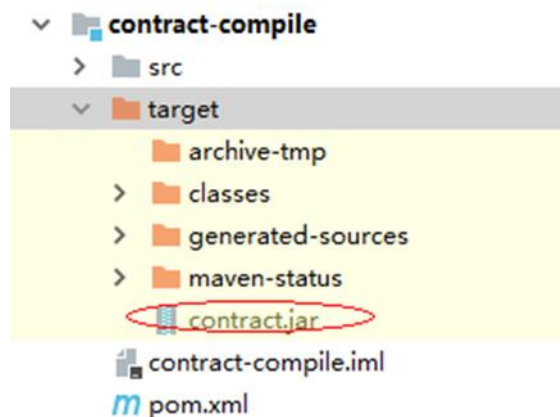 contract-compile
src
target
archive-tmp
classes
generated-sources
maven-status
contract.jar
contract-compile.iml
pom.xml